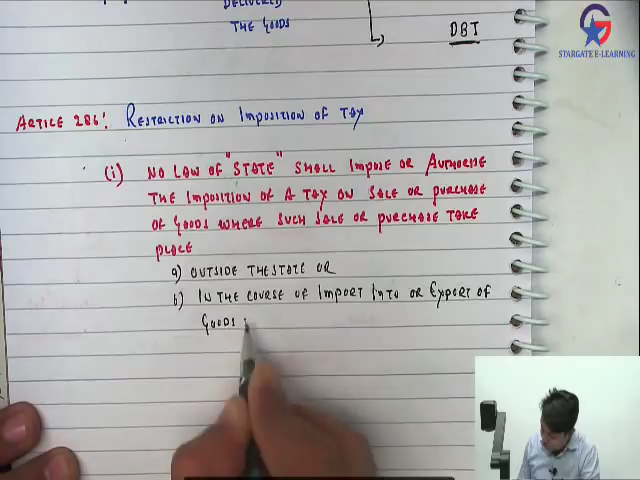 DELIVERED
THE GOODS
DBT
STARGATE E-LEARNING
ARTICE 286: RESTRICTION ON IMPOSITION OF TAX
(i) NO LAW OF "STATE" SHALL IMPOSE OR AUTHORISE
THE IMPOSITION OF A TAX ON SALE OR PURCHASE
OF GOODS WHERE SUCH SALE OR PURCHASE TAKE
PLACE
a) OUTSIDE THE STATE OR
b) IN THE COURSE OF IMPORT INTO OR EXPORT OF
GOODS